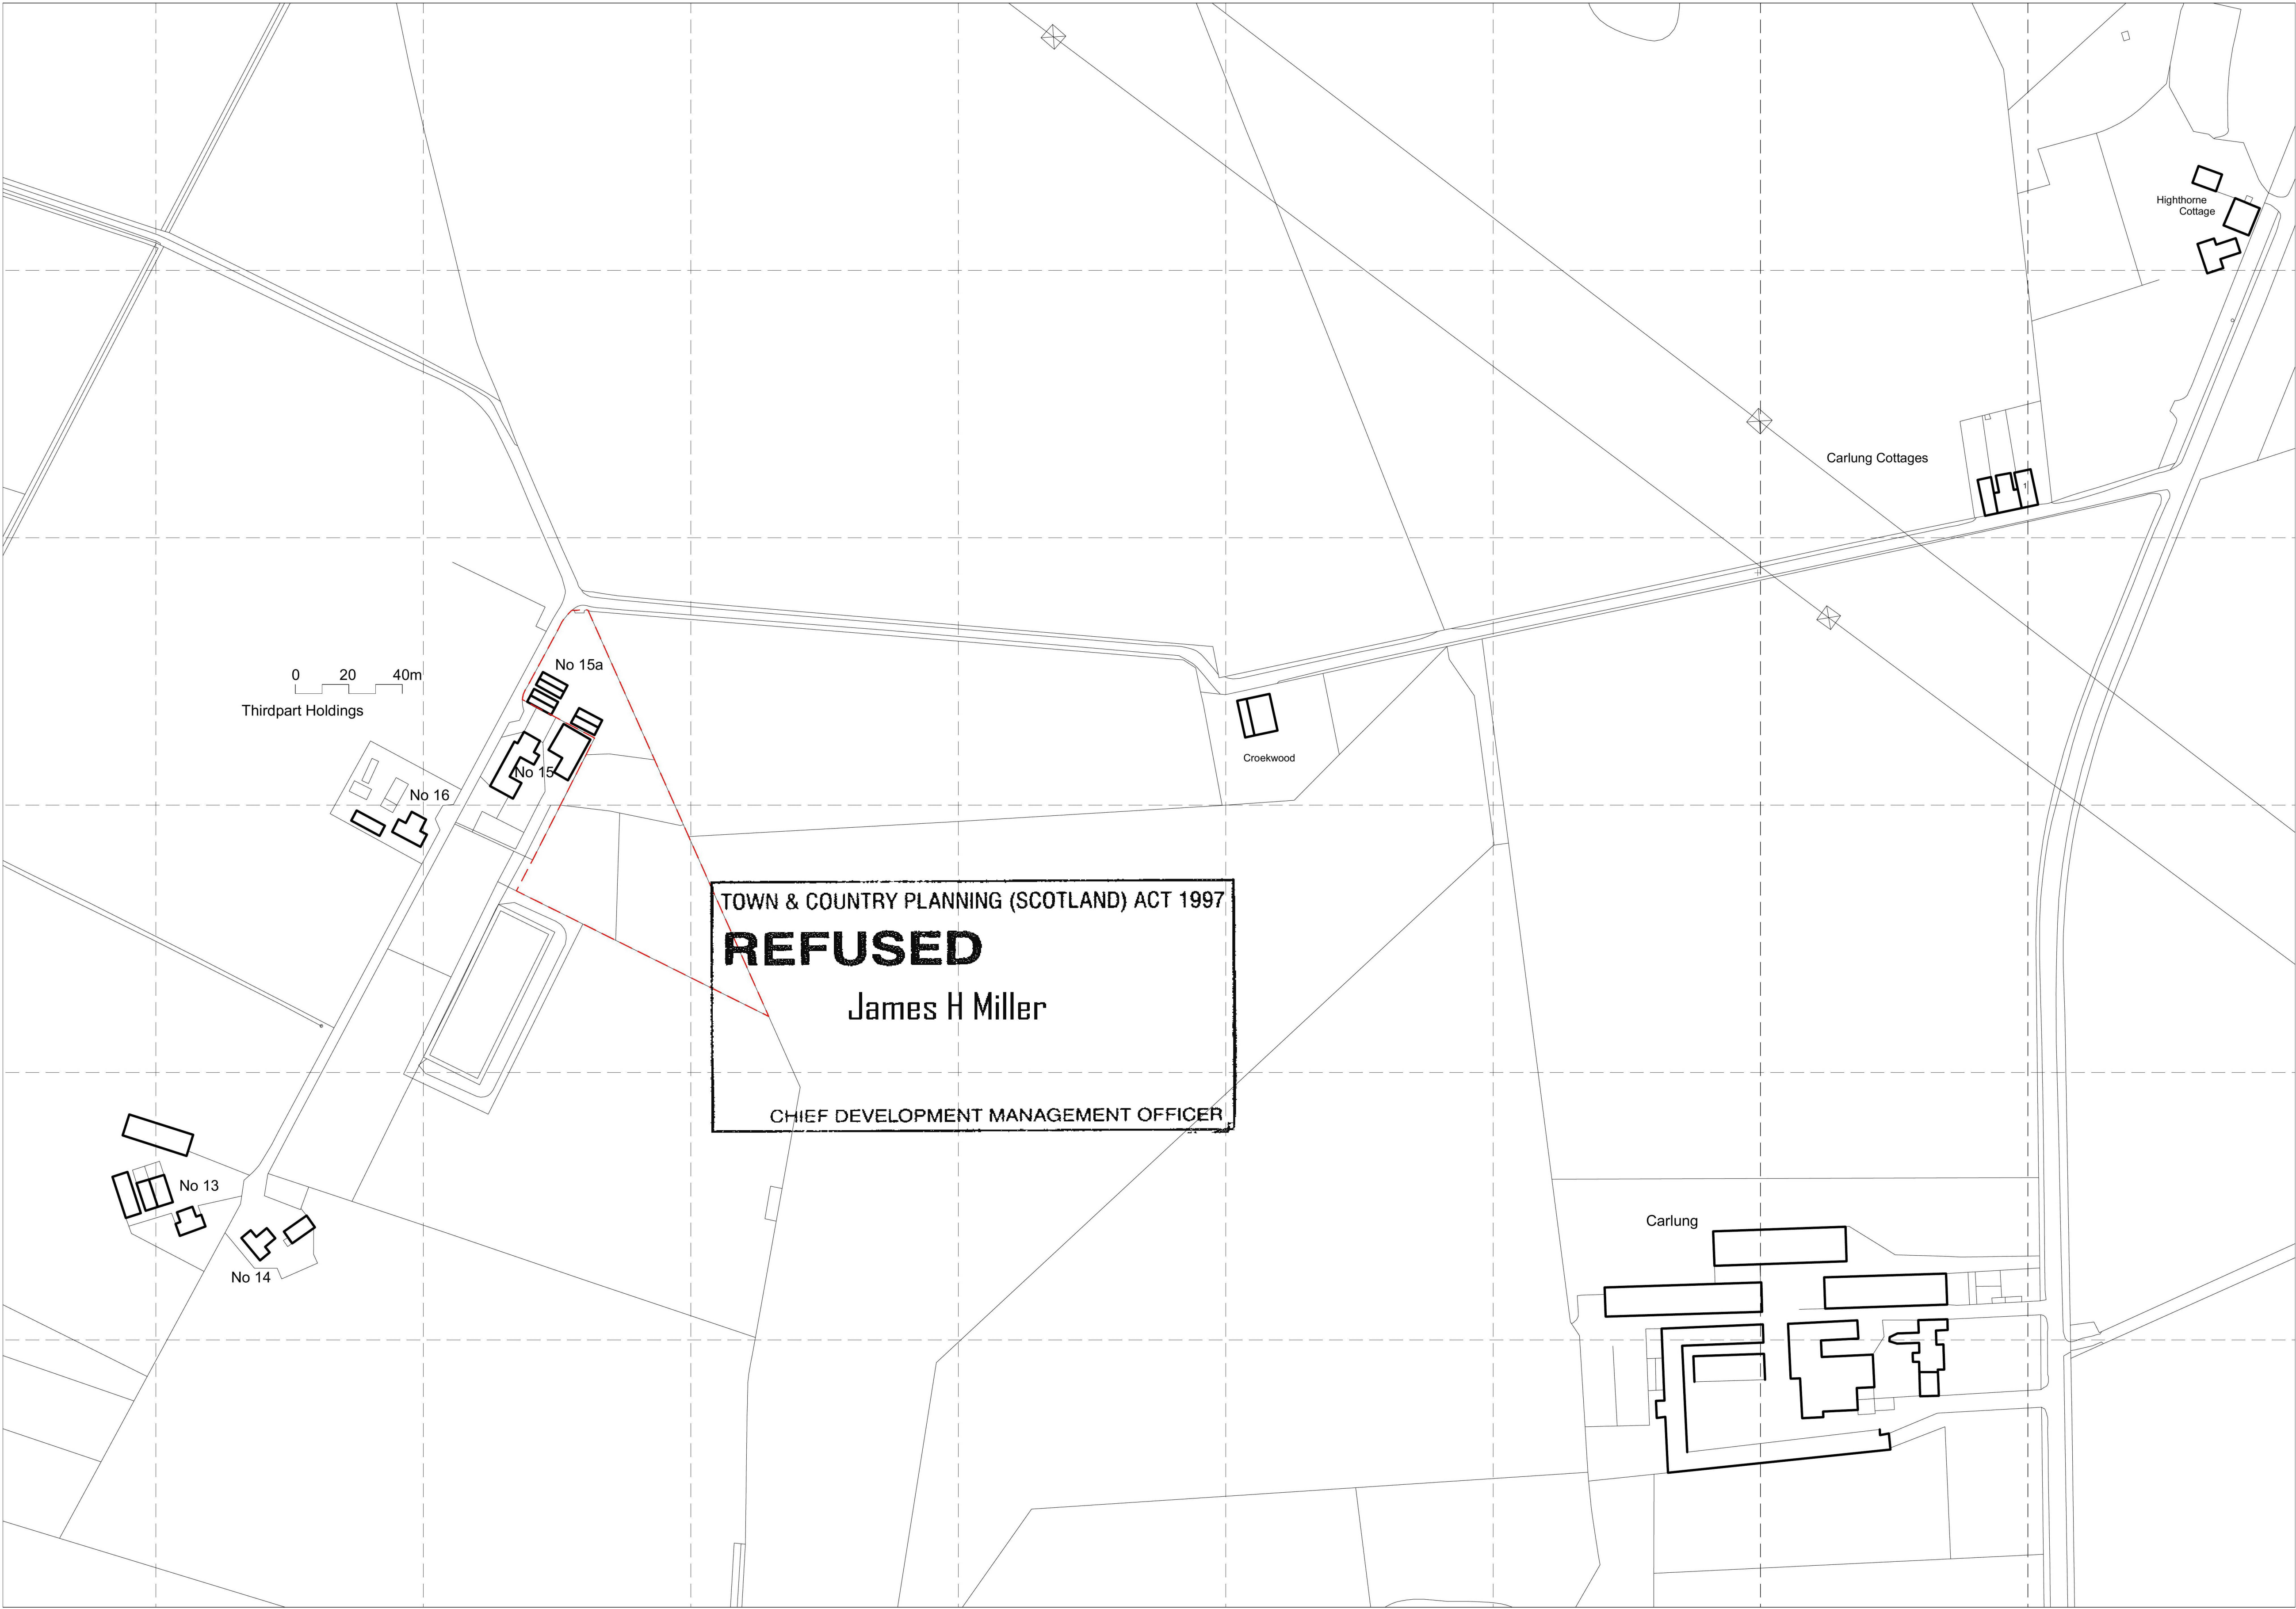 Highthorne
Cottage
Carlung Cottages
1
No 15a
0 20 40m
Thirdpart Holdings
No 15
No 16
Croekwood
TOWN & COUNTRY PLANNING (SCOTLAND) ACT 1997
REFUSED
James H Miller
CHIEF DEVELOPMENT MANAGEMENT OFFICER
No 13
No 14
Carlung